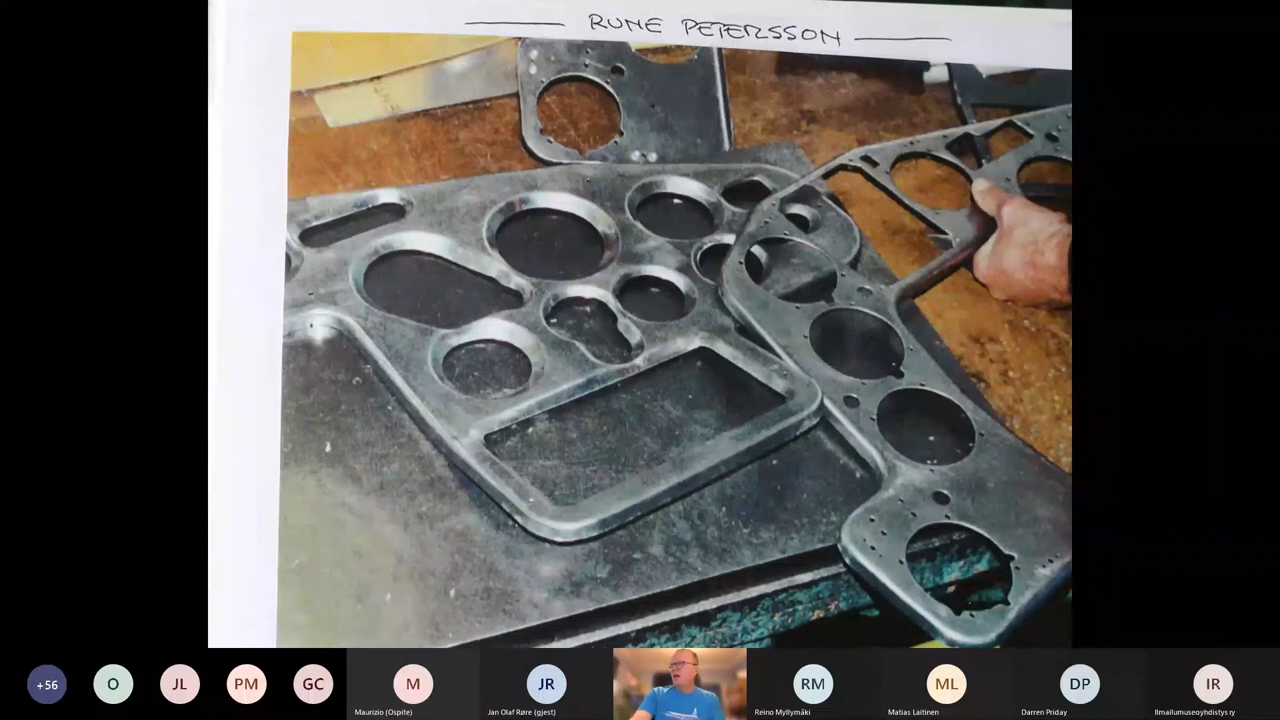 RUNE PETERSSON
+56
O
JL
PM
GC
M
JR
RM
ML
DP
IR
Maurizio (Ospite)
Jan Olaf Røre (gjest)
Reino Myllymäki
Matias Laitinen
Darren Priday
Ilmailumuseoyhdistys ry